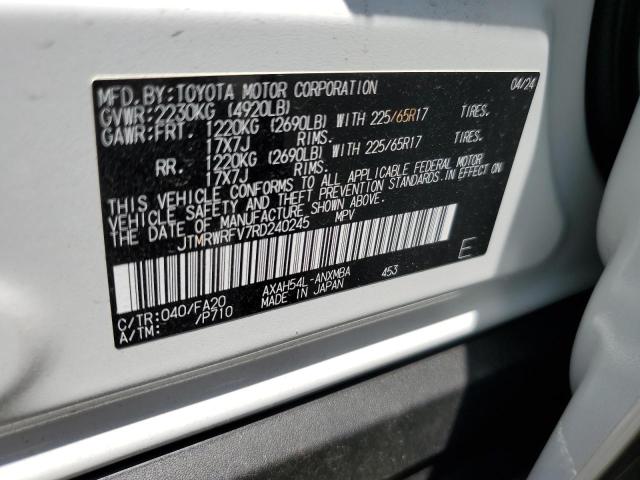 MFD.BY:TOYOTA MOTOR CORPORATION 04/24
GVWR:2230KG (4920LB)
GAWR:FRT. 1220KG (2690LB) WITH 225/65R17 TIRES.
17X7J RIMS.
RR. 1220KG (2690LB) WITH 225/65R17 TIRES.
17X7J RIMS.
THIS VEHICLE CONFORMS TO ALL APPLICABLE FEDERAL MOTOR
VEHICLE SAFETY AND THEFT PREVENTION STANDARDS.IN EFFECT ON
THE DATE OF MANUFACTURE SHOWN ABOVE.
JTMRWRFV7RD240245 MPV
E
C/TR:040/FA20 AXAH54L-ANXMBA 453
A/TM: /P710 MADE IN JAPAN